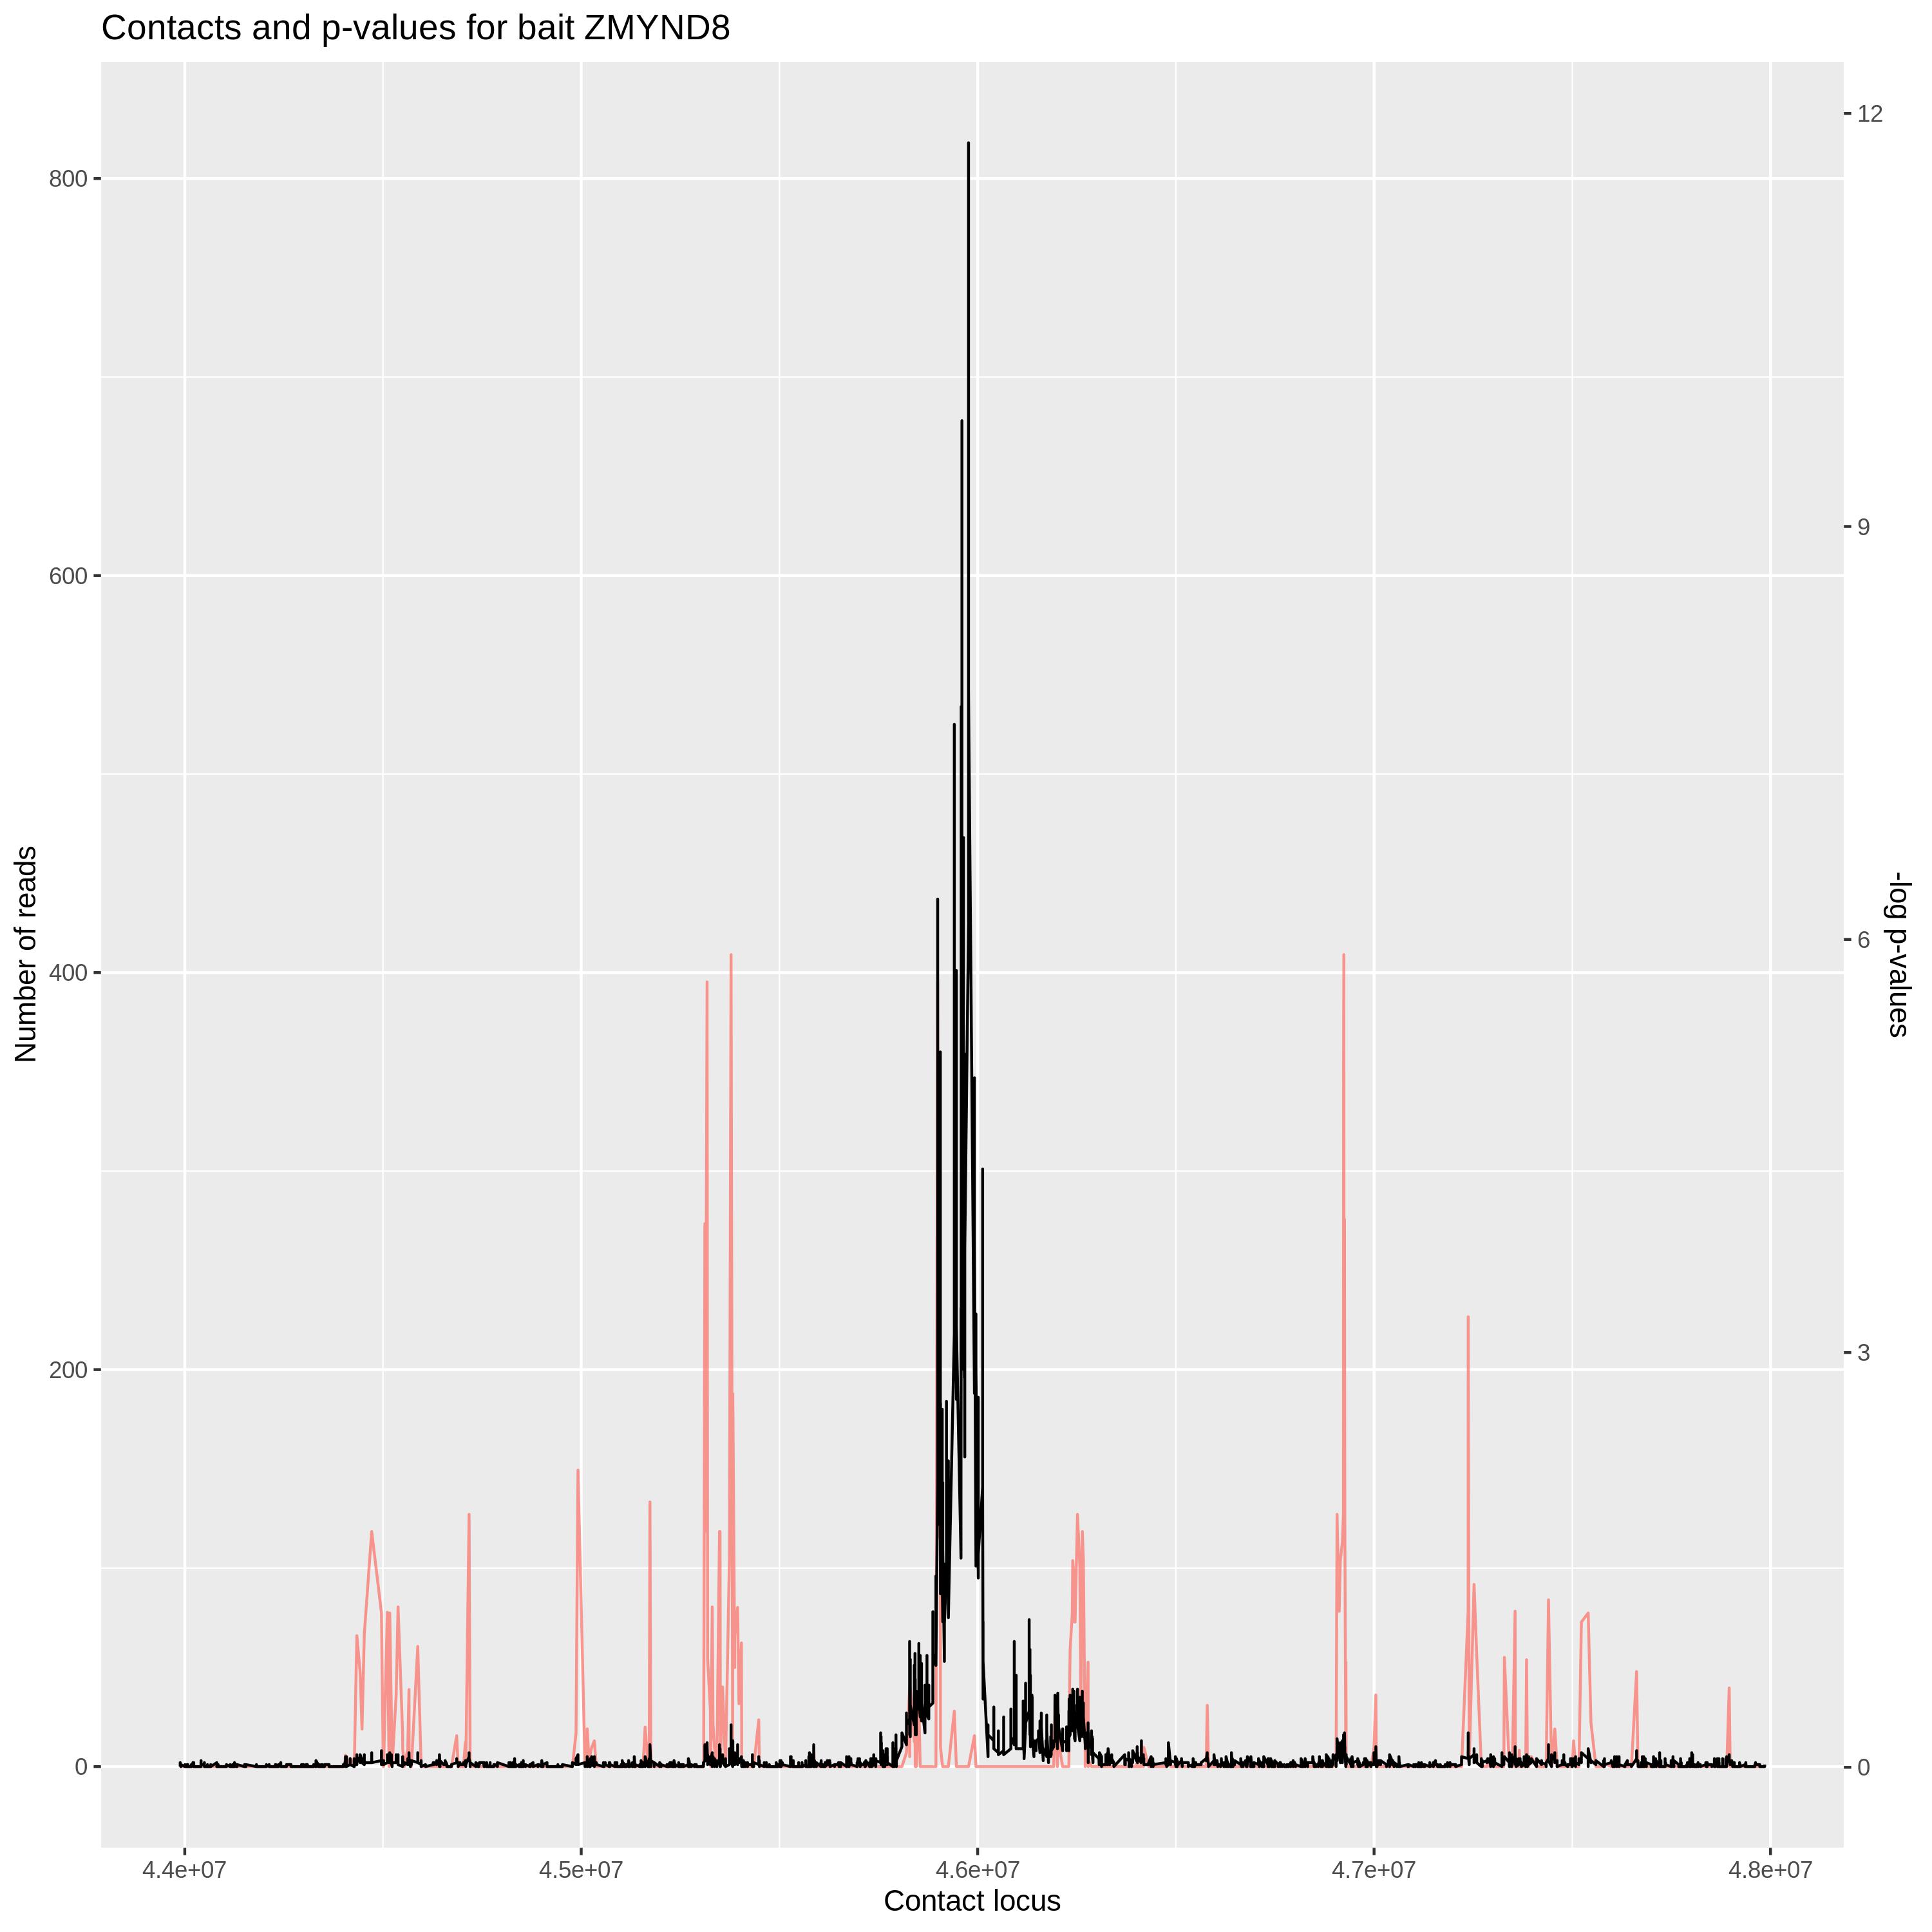 Contacts and p-values for bait ZMYND8
Number of reads
800
600
400
200
0
12
9
6
3
0
-log p-values
4.4e+07
4.5e+07
4.6e+07
4.7e+07
4.8e+07
Contact locus